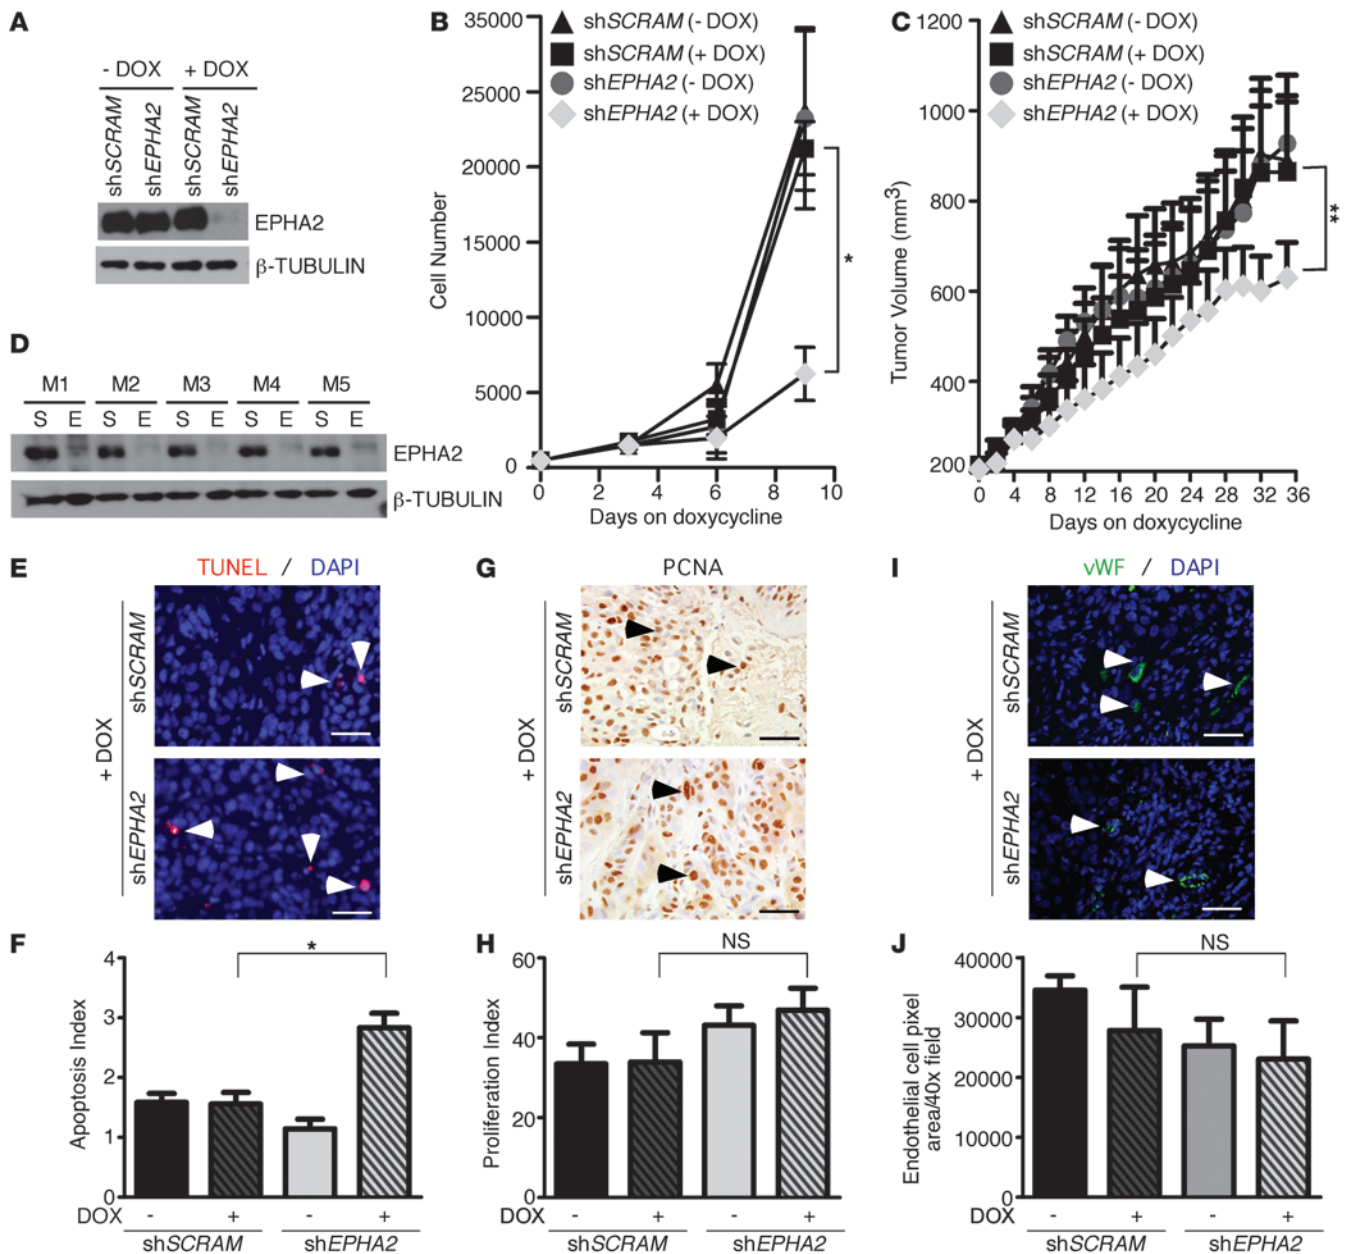 A
- DOX + DOX
shSCRAM shEPHA2 shSCRAM shEPHA2
EPHA2
β-TUBULIN
B
shSCRAM (- DOX)
shSCRAM (+ DOX)
shEPHA2 (- DOX)
shEPHA2 (+ DOX)
Cell Number
35000
25000
20000
15000
10000
5000
0
*
0 2 4 6 8 10
Days on doxycycline
C
shSCRAM (- DOX)
shSCRAM (+ DOX)
shEPHA2 (- DOX)
shEPHA2 (+ DOX)
Tumor Volume (mm3)
1200
1000
800
600
400
200
**
0 4 8 12 16 20 24 28 32 36
Days on doxycycline
D
M1 M2 M3 M4 M5
S E S E S E S E S E
EPHA2
β-TUBULIN
E
TUNEL / DAPI
+ DOX
shSCRAM
shEPHA2
G
PCNA
+ DOX
shSCRAM
shEPHA2
I
vWF / DAPI
+ DOX
shSCRAM
shEPHA2
F
Apoptosis Index
4
3
2
1
0
*
DOX - + - +
shSCRAM shEPHA2
H
Proliferation Index
60
40
20
0
NS
DOX - + - +
shSCRAM shEPHA2
J
Endothelial cell pixel
area/40x field
40000
30000
20000
10000
0
NS
DOX - + - +
shSCRAM shEPHA2